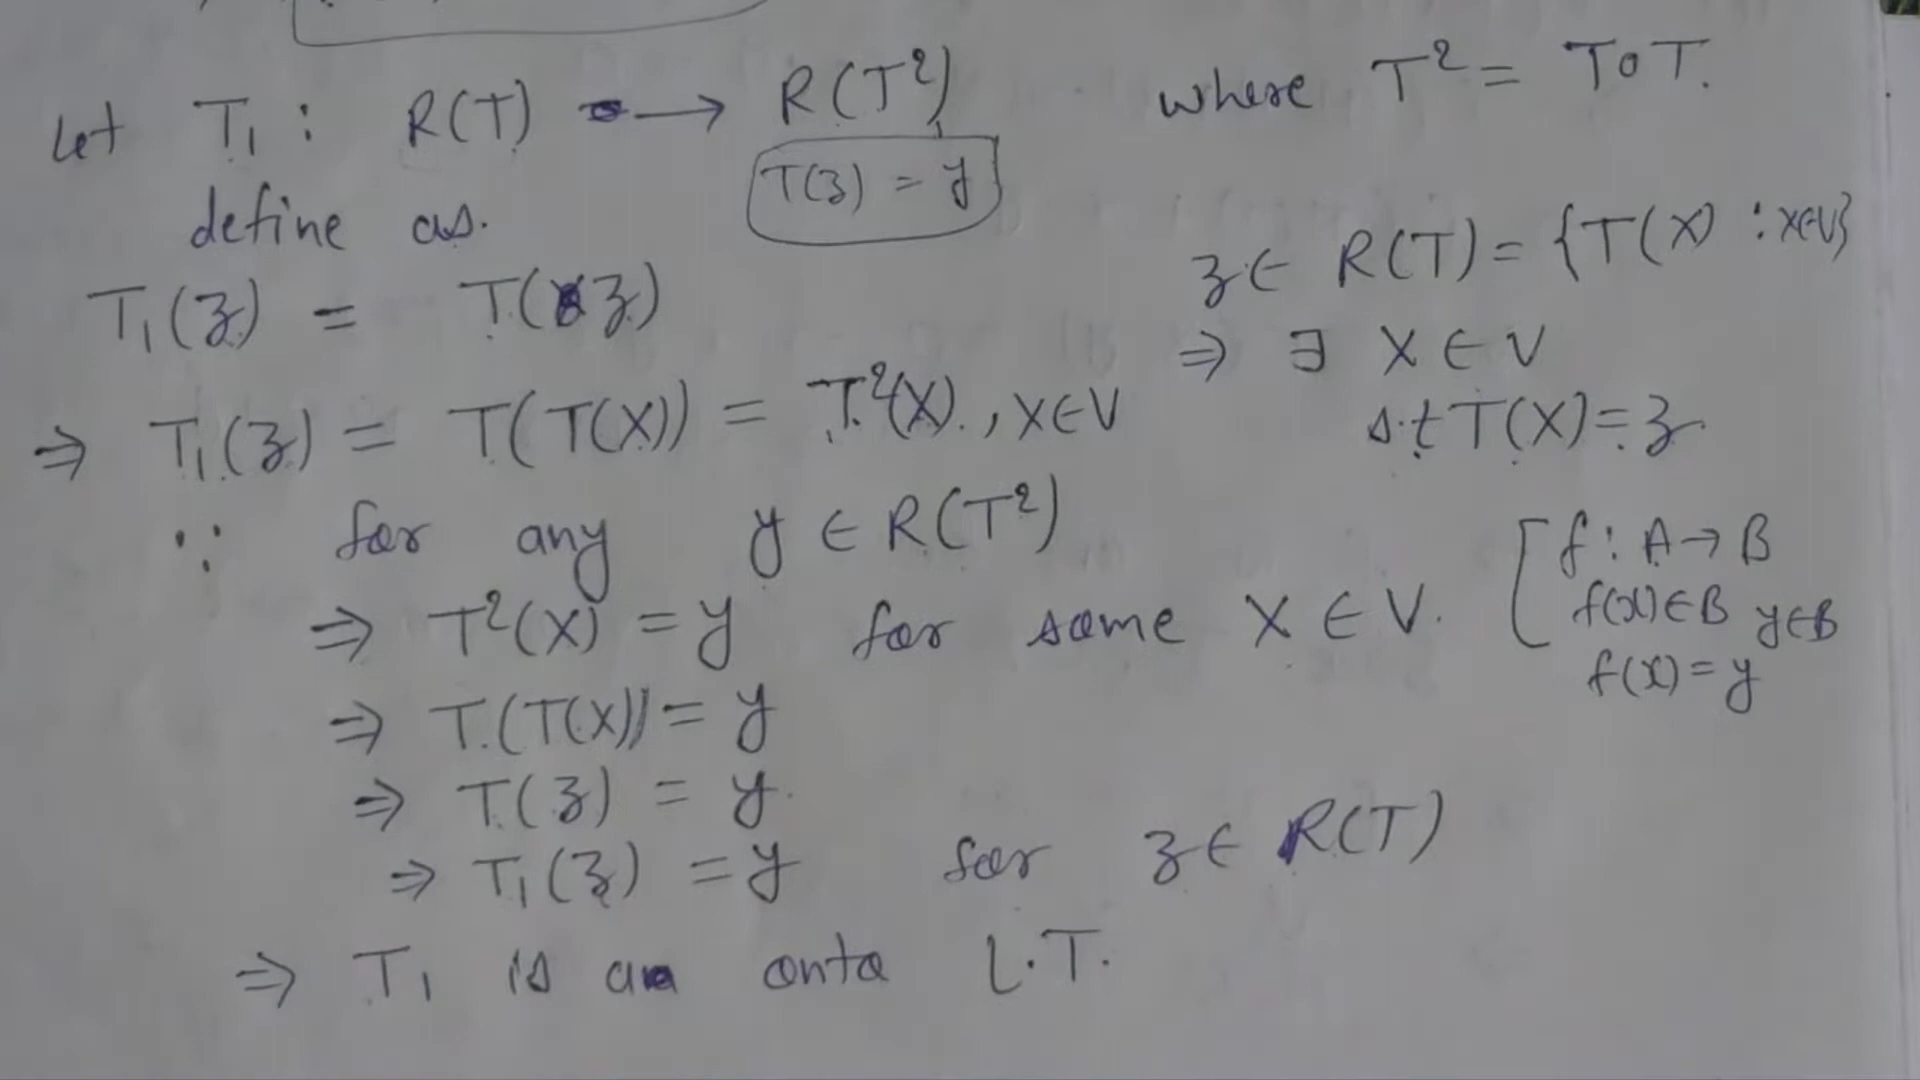 Let T₁ : R(T) → R(T²) where T² = T∘T.
T(z) = y
define as.
z ∈ R(T) = {T(X) : X∈V}
T₁(z) = T(z)
⇒ ∃ X ∈ V
⇒ T₁(z) = T(T(X)) = T²(X)., X∈V
s.t T(X) = z
∵ for any y ∈ R(T²)
[f : A → B
⇒ T²(X) = y for some X ∈ V.
f(x)∈B y∈B
f(x) = y
⇒ T(T(X)) = y
⇒ T(z) = y.
⇒ T₁(z) = y for z ∈ R(T)
⇒ T₁ is a onto L.T.